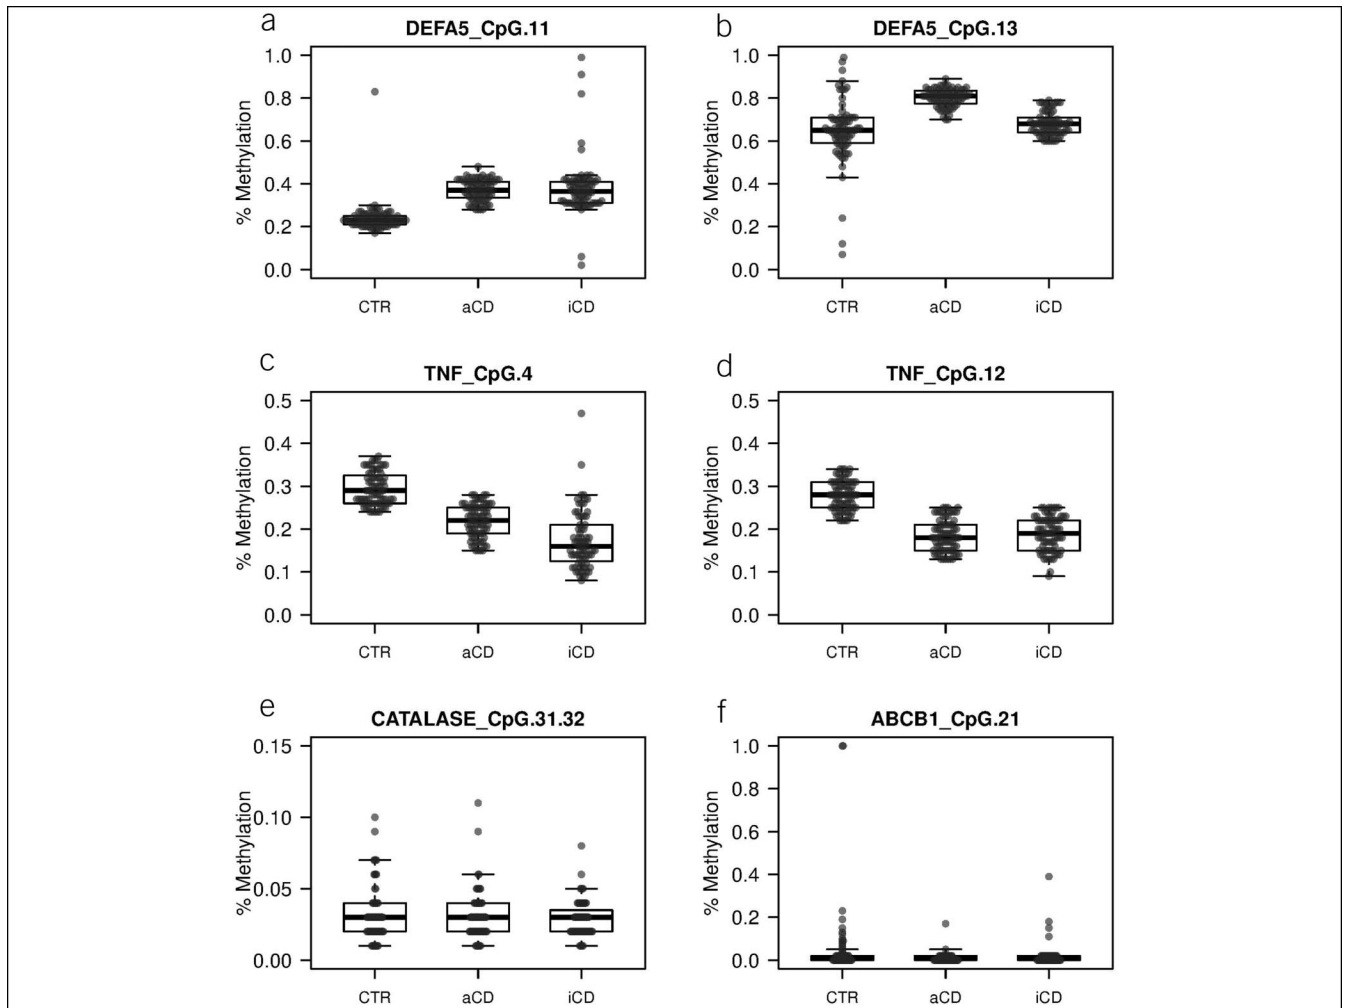 a
DEFA5_CpG.11
% Methylation
1.0
0.8
0.6
0.4
0.2
0.0
CTR aCD iCD
b
DEFA5_CpG.13
% Methylation
1.0
0.8
0.6
0.4
0.2
0.0
CTR aCD iCD
c
TNF_CpG.4
% Methylation
0.5
0.4
0.3
0.2
0.1
0.0
CTR aCD iCD
d
TNF_CpG.12
% Methylation
0.5
0.4
0.3
0.2
0.1
0.0
CTR aCD iCD
e
CATALASE_CpG.31.32
% Methylation
0.15
0.10
0.05
0.00
CTR aCD iCD
f
ABCB1_CpG.21
% Methylation
1.0
0.8
0.6
0.4
0.2
0.0
CTR aCD iCD